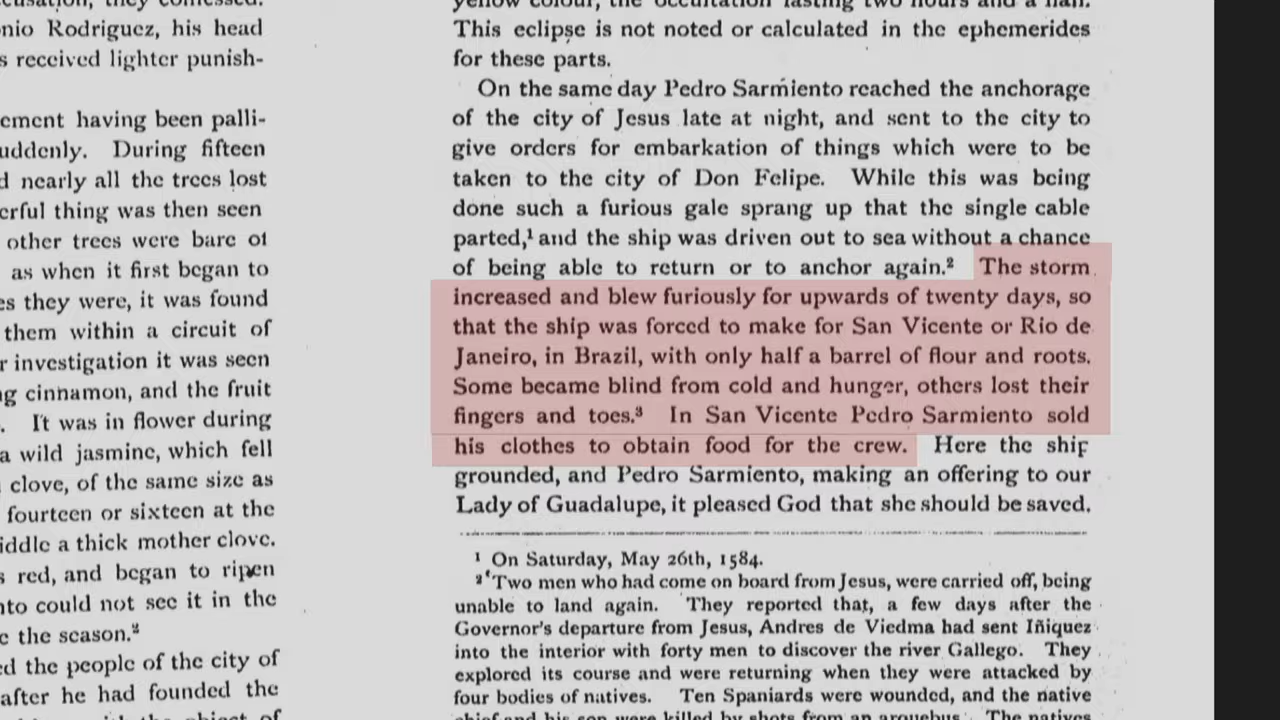 they confessed.
nio Rodriguez, his head
s received lighter punish-
ement having been palli-
uddenly. During fifteen
d nearly all the trees lost
erful thing was then seen
other trees were bare of
as when it first began to
es they were, it was found
them within a circuit of
r investigation it was seen
ng cinnamon, and the fruit
. It was in flower during
a wild jasmine, which fell
clove, of the same size as
fourteen or sixteen at the
iddle a thick mother clove.
s red, and began to ripen
nto could not see it in the
e the season.²
ed the people of the city of
after he had founded the
yellow colour, the occultation lasting two hours and a half.
This eclipse is not noted or calculated in the ephemerides
for these parts.
On the same day Pedro Sarmiento reached the anchorage
of the city of Jesus late at night, and sent to the city to
give orders for embarkation of things which were to be
taken to the city of Don Felipe. While this was being
done such a furious gale sprang up that the single cable
parted,¹ and the ship was driven out to sea without a chance
of being able to return or to anchor again.² The storm
increased and blew furiously for upwards of twenty days, so
that the ship was forced to make for San Vicente or Rio de
Janeiro, in Brazil, with only half a barrel of flour and roots.
Some became blind from cold and hunger, others lost their
fingers and toes.³ In San Vicente Pedro Sarmiento sold
his clothes to obtain food for the crew. Here the ship
grounded, and Pedro Sarmiento, making an offering to our
Lady of Guadalupe, it pleased God that she should be saved.
¹ On Saturday, May 26th, 1584.
² Two men who had come on board from Jesus, were carried off, being
unable to land again. They reported that, a few days after the
Governor's departure from Jesus, Andres de Viedma had sent Iñiquez
into the interior with forty men to discover the river Gallego. They
explored its course and were returning when they were attacked by
four bodies of natives. Ten Spaniards were wounded, and the native
chief and his son were killed by shots from an arquebus. The natives